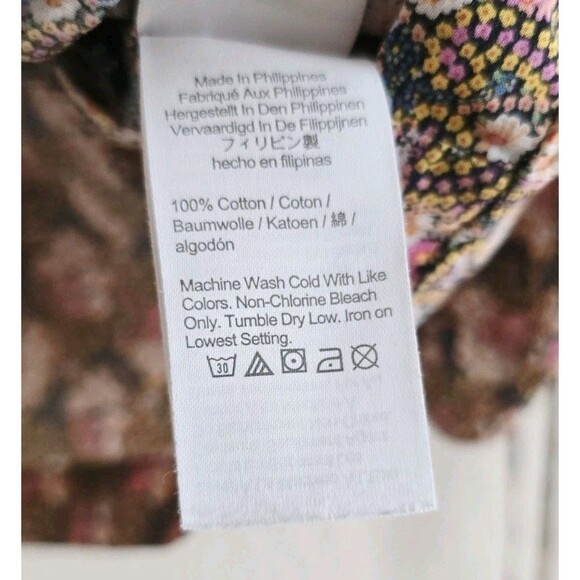 Made In Philippines
Fabriqué Aux Philippines
Hergestellt In Den Philippinen
Vervaardigd In De Filippijnen
フィリピン製
hecho en filipinas
100% Cotton / Coton /
Baumwolle / Katoen / 綿 /
algodón
Machine Wash Cold With Like
Colors. Non-Chlorine Bleach
Only. Tumble Dry Low. Iron on
Lowest Setting.
30